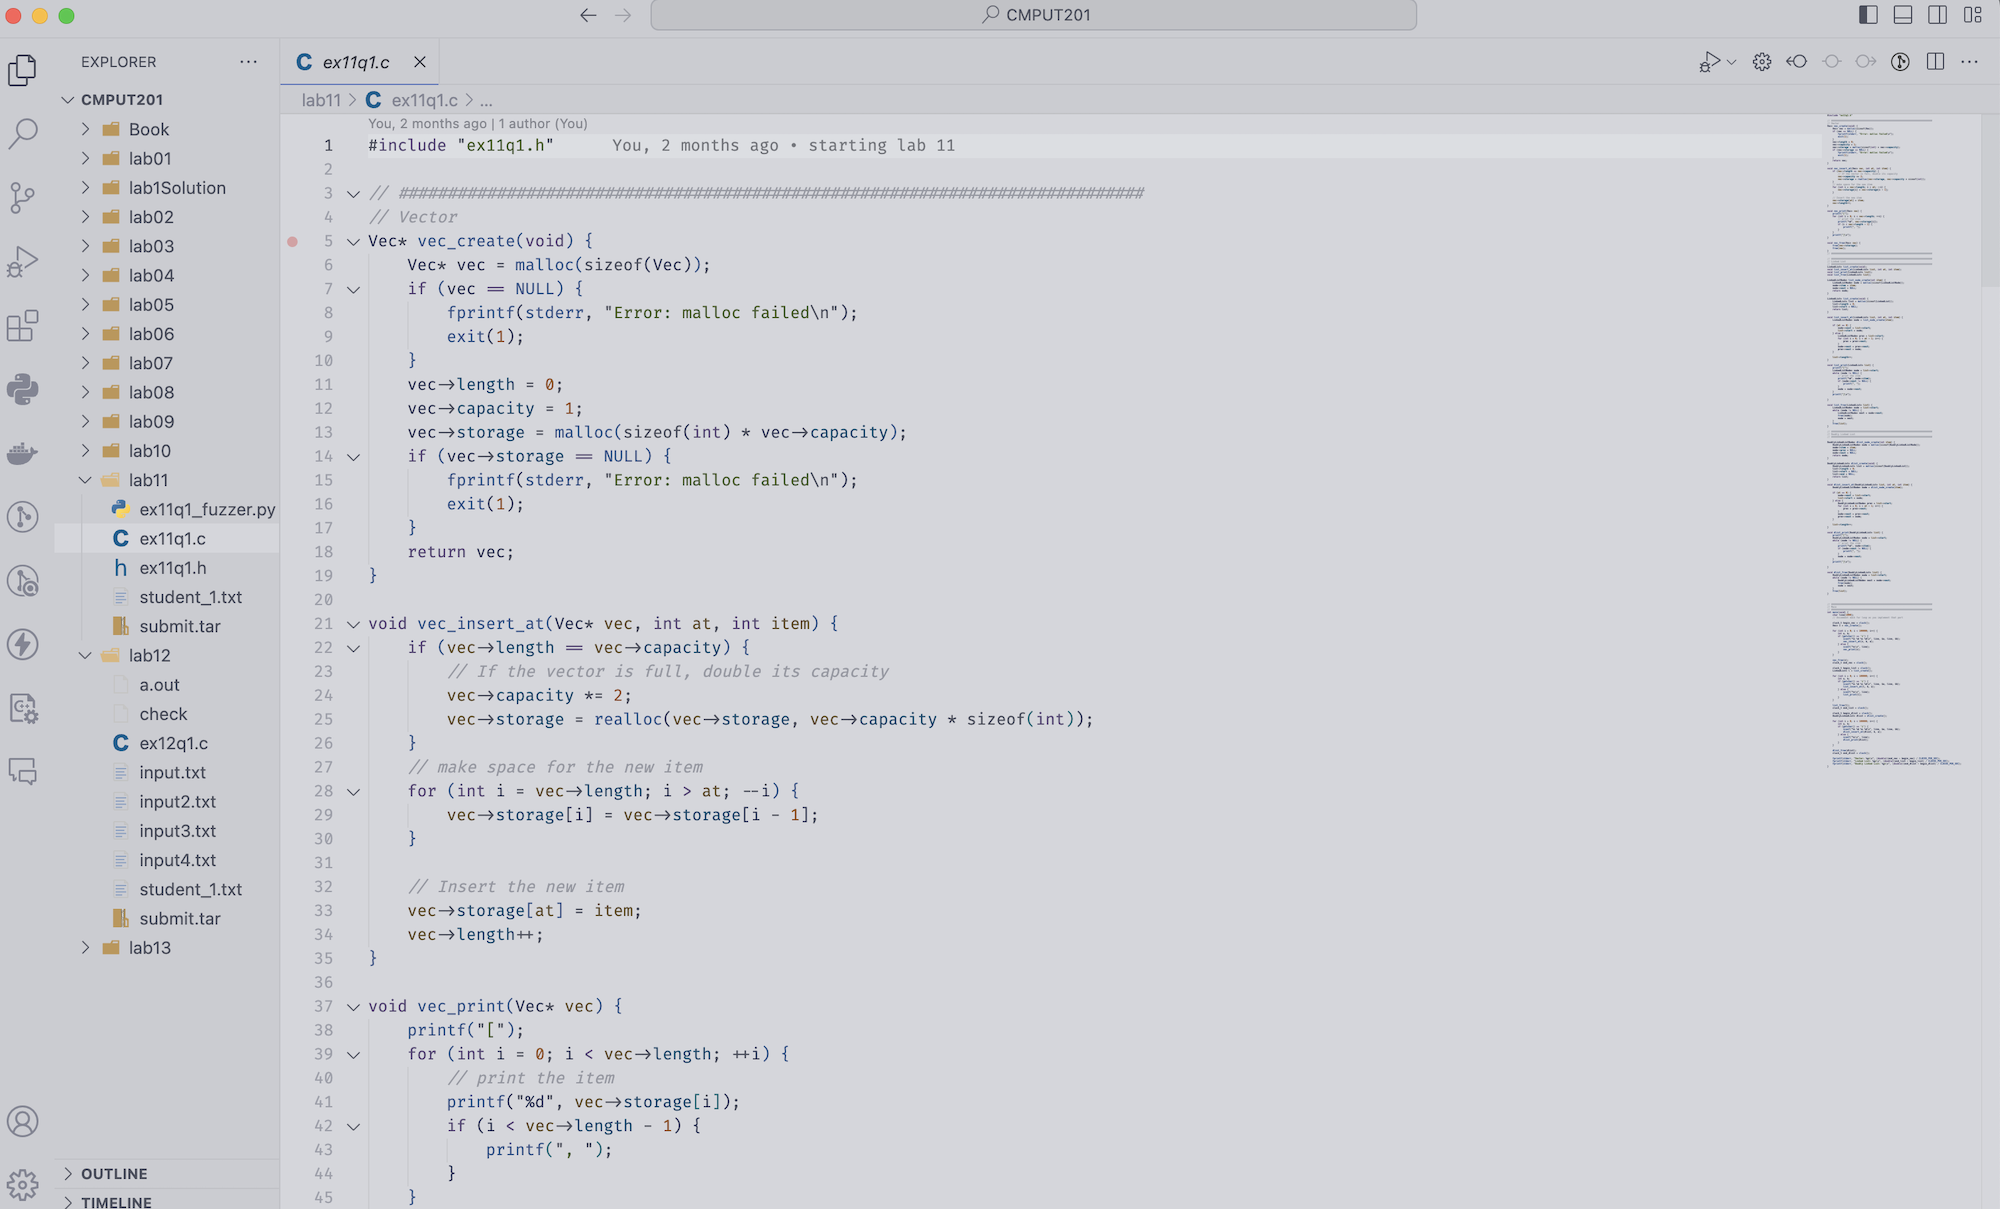 CMPUT201
EXPLORER
CMPUT201
Book
lab01
lab1Solution
lab02
lab03
lab04
lab05
lab06
lab07
lab08
lab09
lab10
lab11
ex11q1_fuzzer.py
ex11q1.c
ex11q1.h
student_1.txt
submit.tar
lab12
a.out
check
ex12q1.c
input.txt
input2.txt
input3.txt
input4.txt
student_1.txt
submit.tar
lab13
OUTLINE
TIMELINE
C ex11q1.c
lab11 > C ex11q1.c > ...
You, 2 months ago | 1 author (You)
1 #include "ex11q1.h" You, 2 months ago • starting lab 11
2
3 // ############################################################################
4 // Vector
5 Vec* vec_create(void) {
6 Vec* vec = malloc(sizeof(Vec));
7 if (vec == NULL) {
8 fprintf(stderr, "Error: malloc failed\n");
9 exit(1);
10 }
11 vec->length = 0;
12 vec->capacity = 1;
13 vec->storage = malloc(sizeof(int) * vec->capacity);
14 if (vec->storage == NULL) {
15 fprintf(stderr, "Error: malloc failed\n");
16 exit(1);
17 }
18 return vec;
19 }
20
21 void vec_insert_at(Vec* vec, int at, int item) {
22 if (vec->length == vec->capacity) {
23 // If the vector is full, double its capacity
24 vec->capacity *= 2;
25 vec->storage = realloc(vec->storage, vec->capacity * sizeof(int));
26 }
27 // make space for the new item
28 for (int i = vec->length; i > at; --i) {
29 vec->storage[i] = vec->storage[i - 1];
30 }
31
32 // Insert the new item
33 vec->storage[at] = item;
34 vec->length++;
35 }
36
37 void vec_print(Vec* vec) {
38 printf("[");
39 for (int i = 0; i < vec->length; ++i) {
40 // print the item
41 printf("%d", vec->storage[i]);
42 if (i < vec->length - 1) {
43 printf(", ");
44 }
45 }